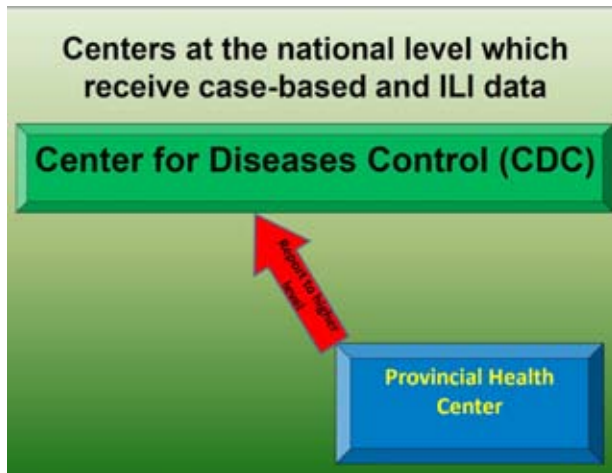 Centers at the national level which
receive case-based and ILI data
Center for Diseases Control (CDC)
Report to higher
level
Provincial Health
Center